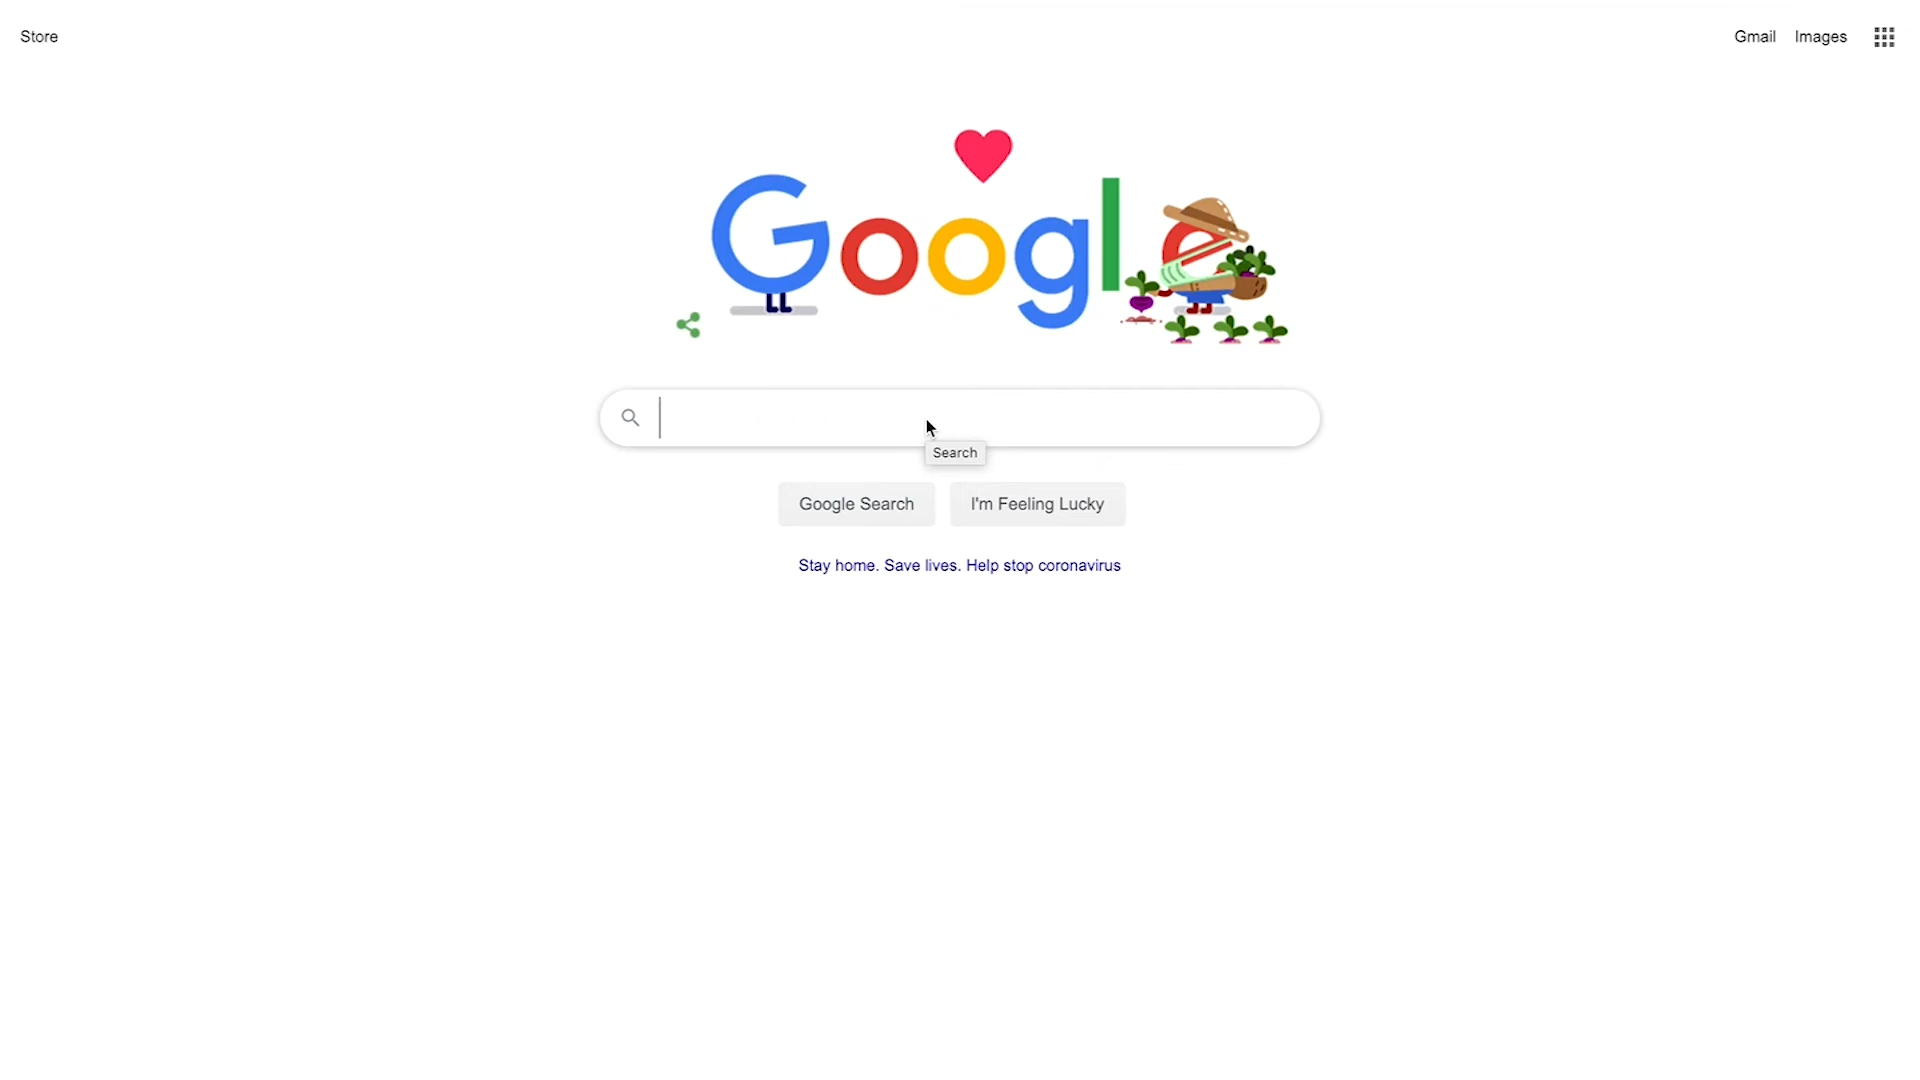 Store
Gmail Images
Google
Search
Google Search
I'm Feeling Lucky
Stay home. Save lives. Help stop coronavirus